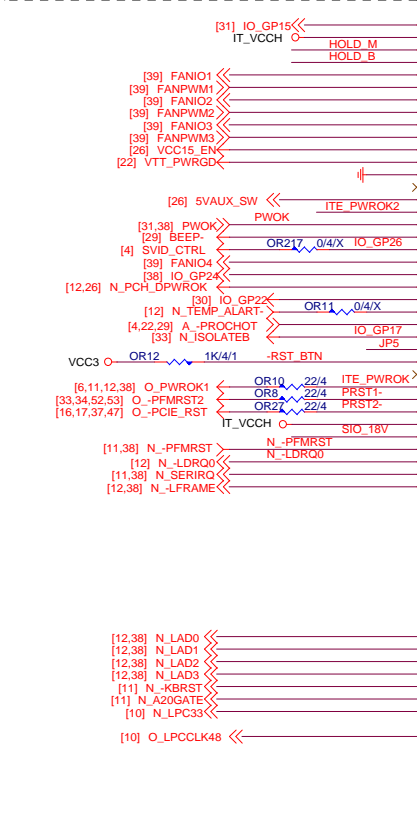 [31] IO_GP15
IT_VCCH
HOLD_M
HOLD_B
[39] FANIO1
[39] FANPWM1
[39] FANIO2
[39] FANPWM2
[39] FANIO3
[39] FANPWM3
[26] VCC15_EN
[22] VTT_PWRGD
[26] 5VAUX_SW
ITE_PWROK2
[31,38] PWOK PWOK
[29] BEEP-
[4] SVID_CTRL OR217 0/4/X IO_GP26
[39] FANIO4
[38] IO_GP24
[12,26] N_PCH_DPWROK
[30] IO_GP22
[12] N_TEMP_ALART- OR11 0/4/X
[4,22,29] A_-PROCHOT
[33] N_ISOLATEB IO_GP17
JP5
VCC3 OR12 1K/4/1 -RST_BTN
[6,11,12,38] O_PWROK1 OR10 22/4 ITE_PWROK
[33,34,52,53] O_-PFMRST2 OR8 22/4 PRST1-
[16,17,37,47] O_-PCIE_RST OR27 22/4 PRST2-
IT_VCCH
SIO_18V
[11,38] N_-PFMRST N_-PFMRST
[12] N_-LDRQ0 N_-LDRQ0
[11,38] N_SERIRQ
[12,38] N_-LFRAME
[12,38] N_LAD0
[12,38] N_LAD1
[12,38] N_LAD2
[12,38] N_LAD3
[11] N_-KBRST
[11] N_A20GATE
[10] N_LPC33
[10] O_LPCCLK48